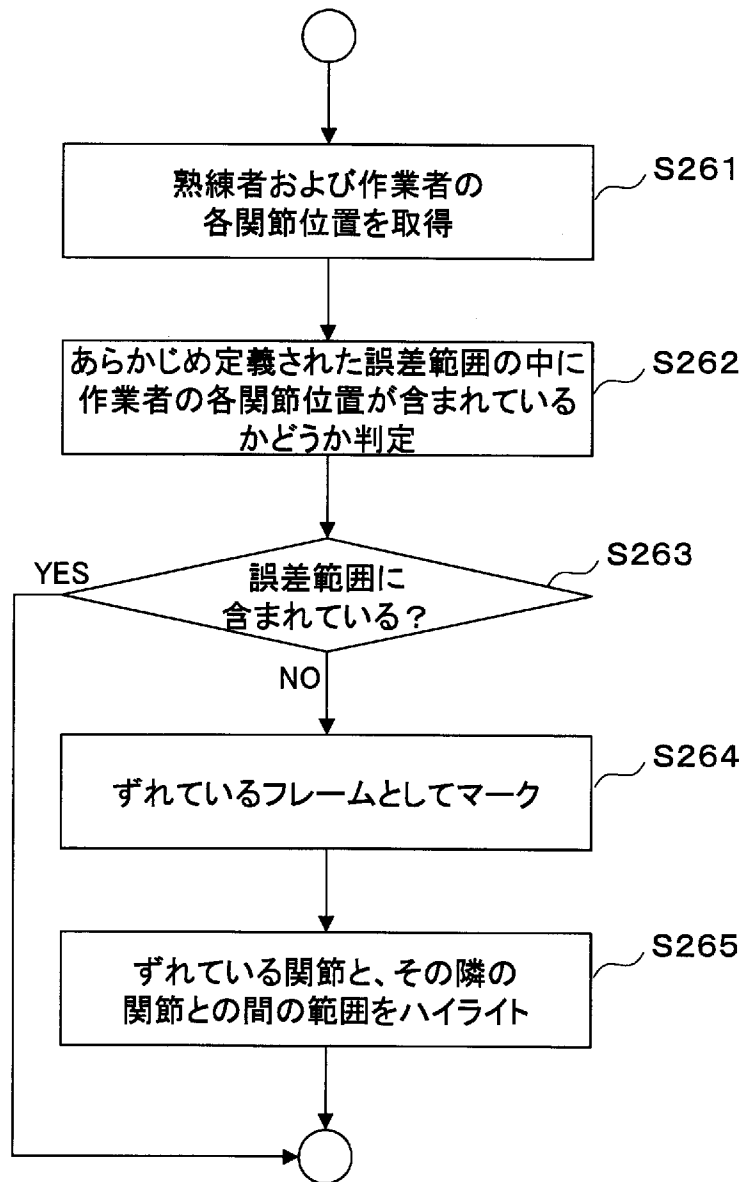 熟練者および作業者の
各関節位置を取得
S261
あらかじめ定義された誤差範囲の中に
作業者の各関節位置が含まれている
かどうか判定
S262
誤差範囲に
含まれている？
S263
YES
NO
ずれているフレームとしてマーク
S264
ずれている関節と、その隣の
関節との間の範囲をハイライト
S265